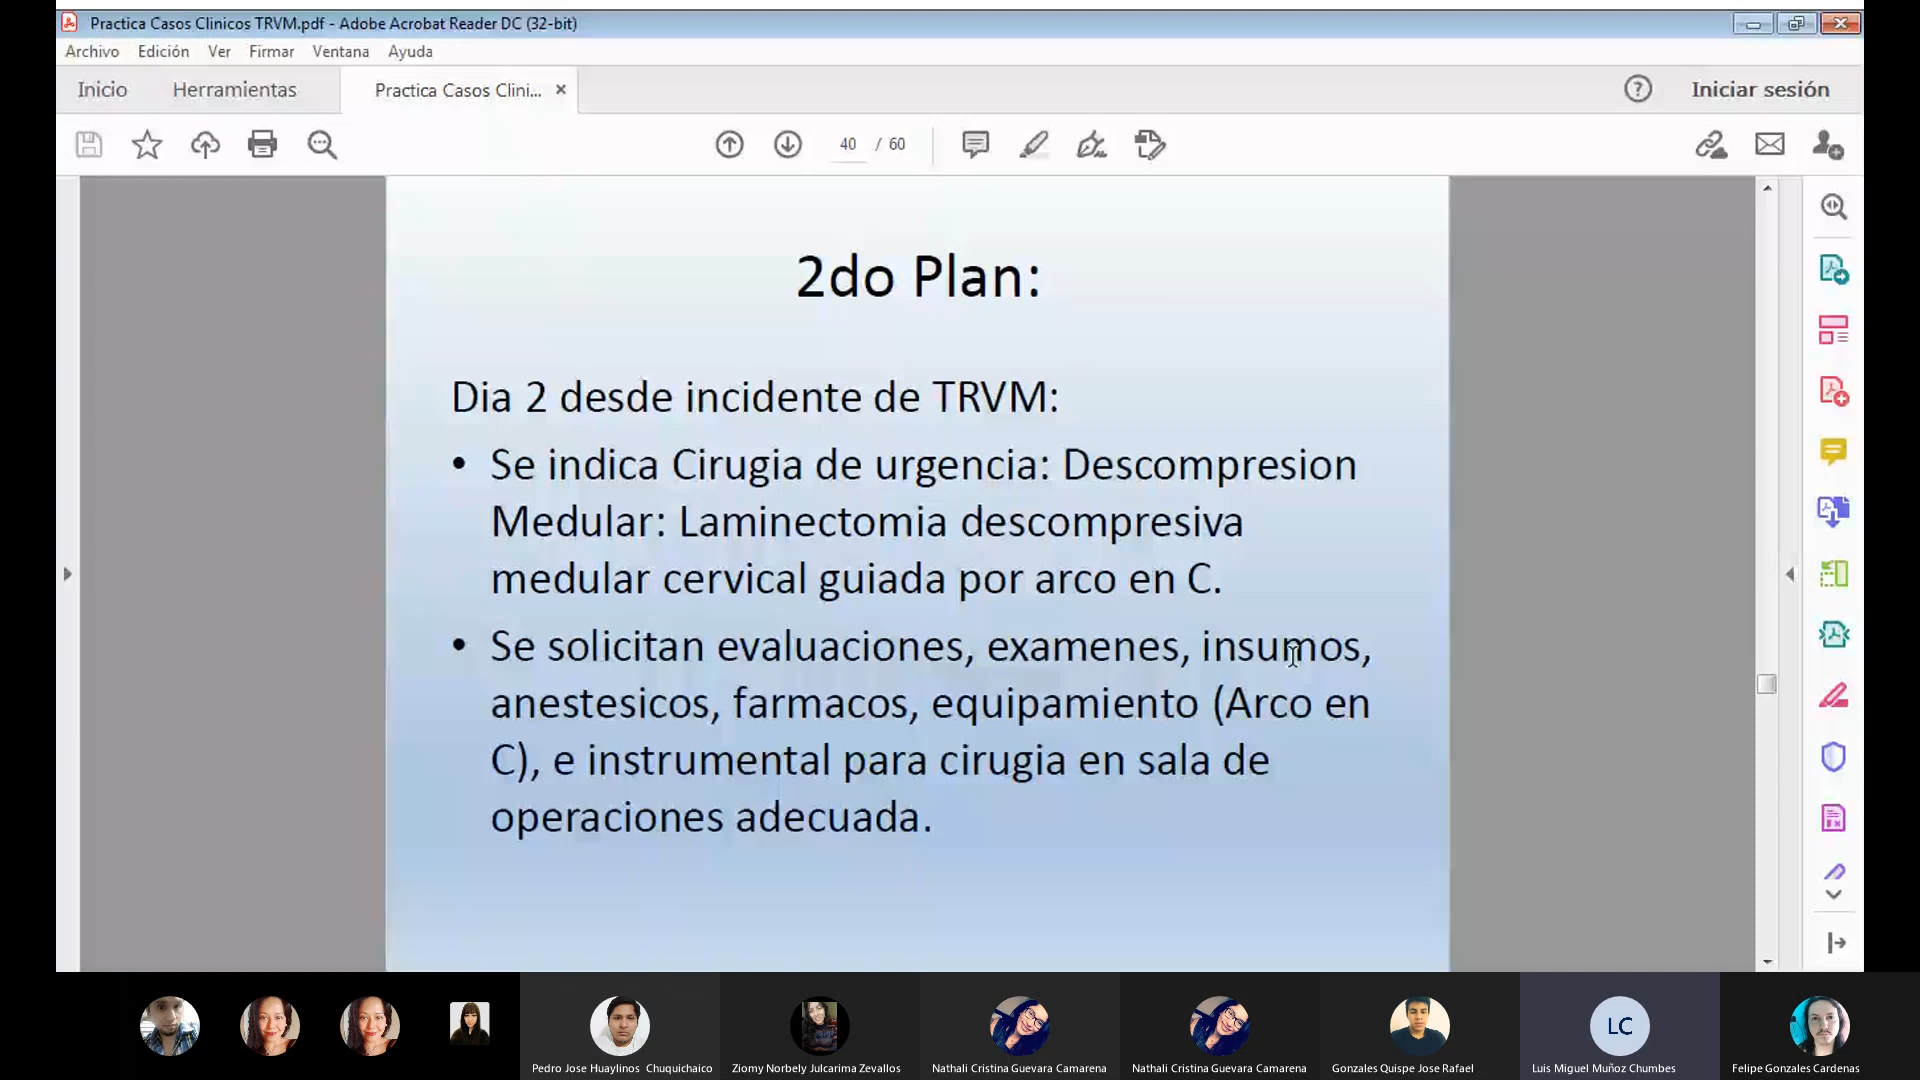 Practica Casos Clinicos TRVM.pdf - Adobe Acrobat Reader DC (32-bit)
Archivo Edición Ver Firmar Ventana Ayuda
Inicio Herramientas Practica Casos Clini... × ? Iniciar sesión
40 / 60
2do Plan:
Dia 2 desde incidente de TRVM:
• Se indica Cirugia de urgencia: Descompresion
Medular: Laminectomia descompresiva
medular cervical guiada por arco en C.
• Se solicitan evaluaciones, examenes, insumos,
anestesicos, farmacos, equipamiento (Arco en
C), e instrumental para cirugia en sala de
operaciones adecuada.
LC
Pedro Jose Huaylinos Chuquichaico
Ziomy Norbely Julcarima Zevallos
Nathali Cristina Guevara Camarena
Nathali Cristina Guevara Camarena
Gonzales Quispe Jose Rafael
Luis Miguel Muñoz Chumbes
Felipe Gonzales Cardenas